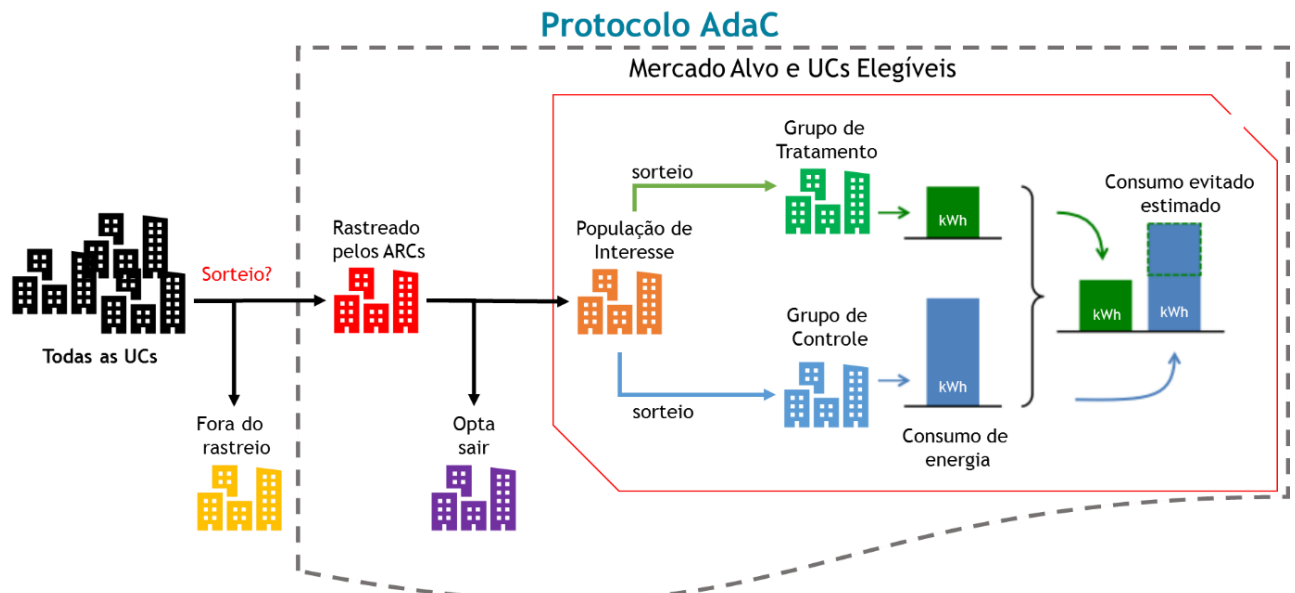 Protocolo AdaC
Mercado Alvo e UCs Elegíveis
Grupo de
Tratamento
sorteio
kWh
Consumo evitado
estimado
Rastreado
pelos ARCs
População de
Interesse
Sorteio?
Todas as UCs
kWh
kWh
Grupo de
Controle
kWh
sorteio
Consumo de
energia
Fora do
rastreio
Opta
sair